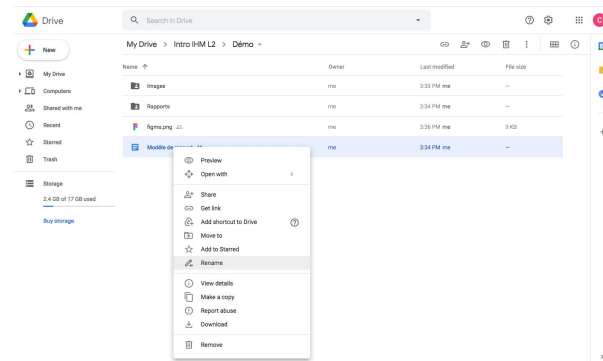 Drive
Search in Drive
New
My Drive
Computers
Shared with me
Recent
Starred
Trash
Storage
2.4 GB of 17 GB used
Buy storage
My Drive > Intro IHM L2 > Démo
Name Owner Last modified File size
Images me 3:33 PM me –
Rapports me 3:34 PM me –
figma.png me 3:36 PM me 3 KB
Modèle de me 3:34 PM me –
Preview
Open with
Share
Get link
Add shortcut to Drive
Move to
Add to Starred
Rename
View details
Make a copy
Report abuse
Download
Remove